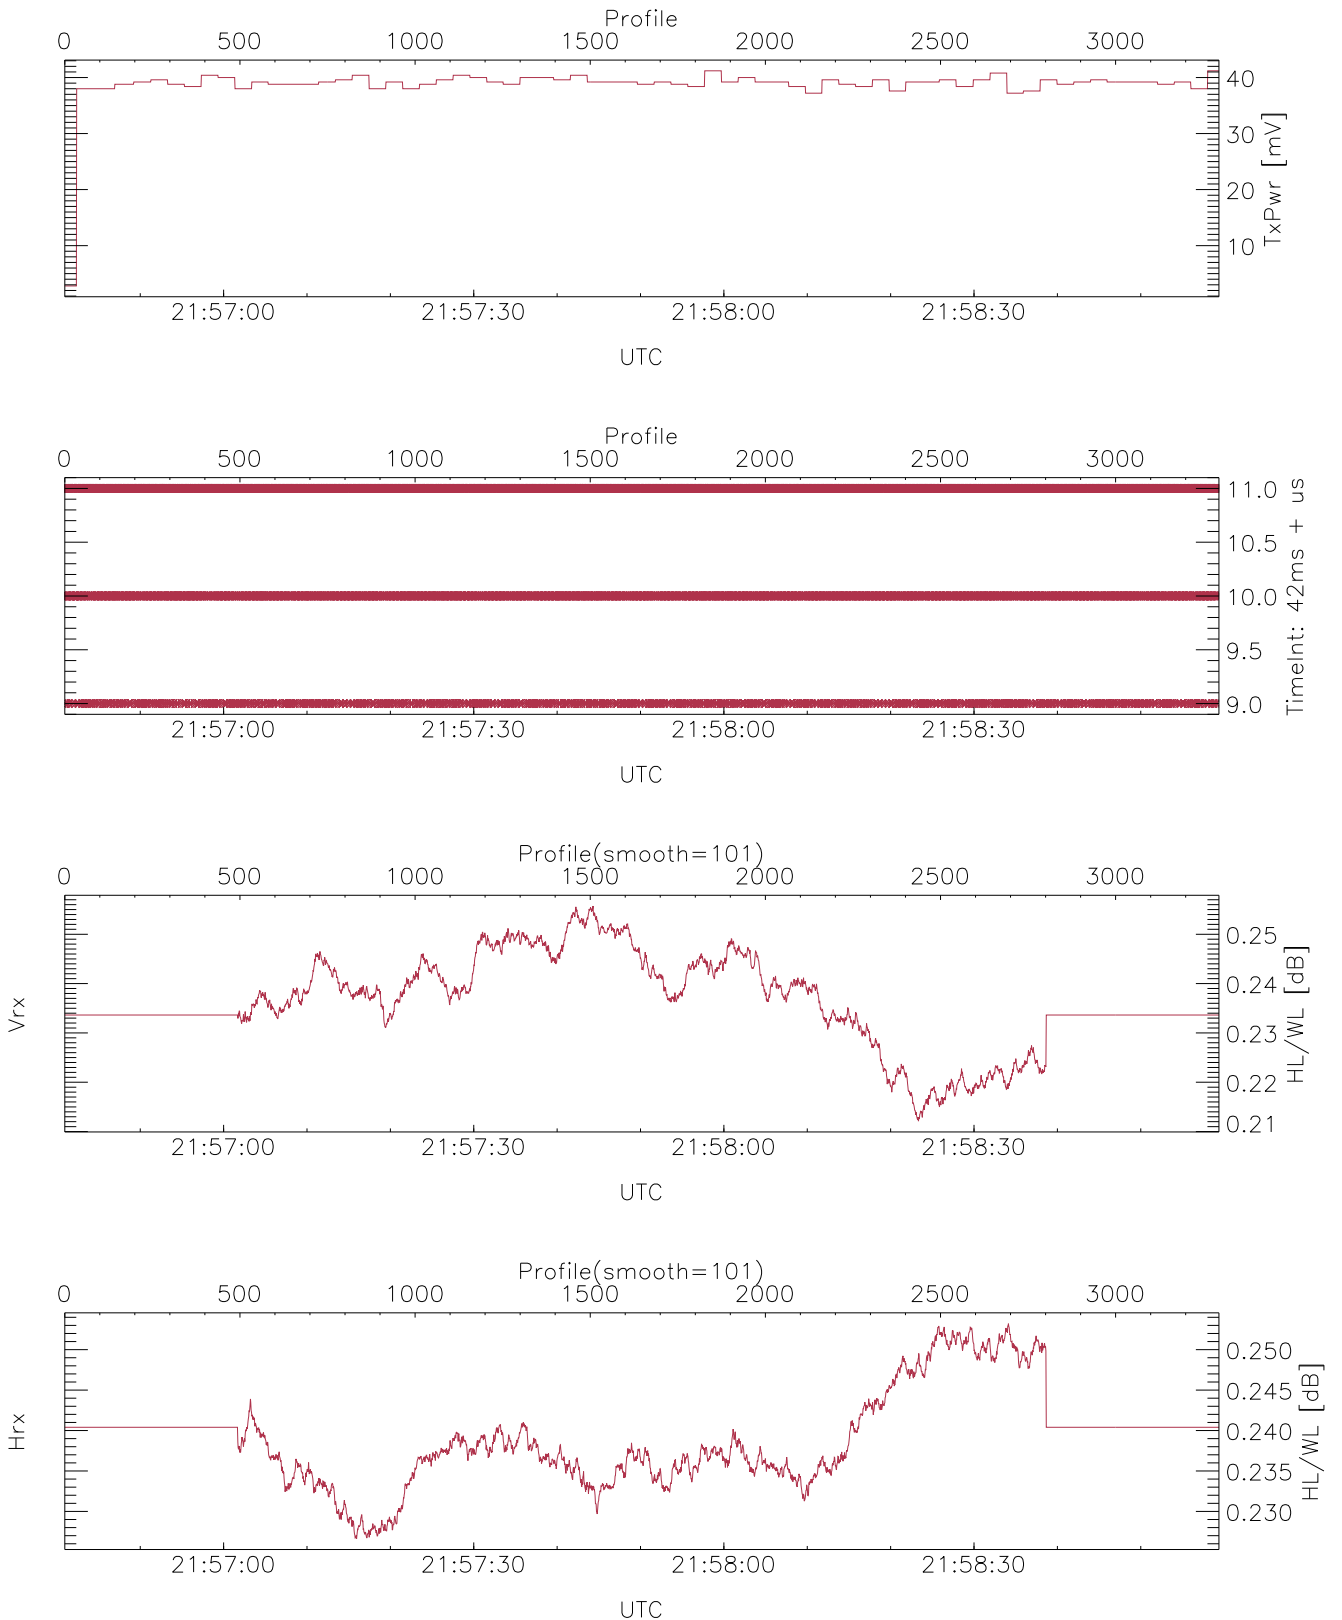 Profile
0 500 1000 1500 2000 2500 3000
40
30
20
10
TxPwr [mV]
21:57:00 21:57:30 21:58:00 21:58:30
UTC
Profile
0 500 1000 1500 2000 2500 3000
11.0
10.5
10.0
9.5
9.0
TimeInt: 42ms + us
21:57:00 21:57:30 21:58:00 21:58:30
UTC
Profile(smooth=101)
0 500 1000 1500 2000 2500 3000
Vrx
0.25
0.24
0.23
0.22
0.21
HL/WL [dB]
21:57:00 21:57:30 21:58:00 21:58:30
UTC
Profile(smooth=101)
0 500 1000 1500 2000 2500 3000
Hrx
0.250
0.245
0.240
0.235
0.230
HL/WL [dB]
21:57:00 21:57:30 21:58:00 21:58:30
UTC